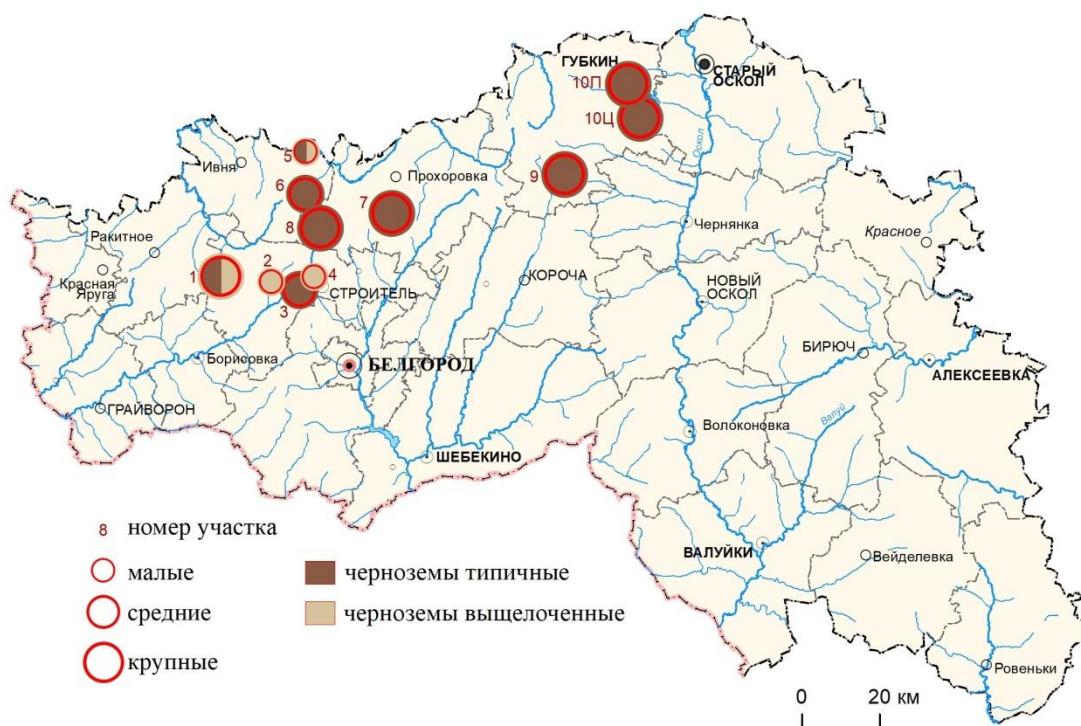 ГУБКИН
СТАРЫЙ
ОСКОЛ
10П
10Ц
Оскол
5
Ивня
Прохоровка
9
6
7
8
Чернянка
Красное
Ракитное
Красная
Яруга
1
2
4
3
СТРОИТЕЛЬ
КОРОЧА
НОВЫЙ
ОСКОЛ
Борисовка
БЕЛГОРОД
БИРЮЧ
АЛЕКСЕЕВКА
ГРАЙВОРОН
Валуй
Волоконовка
ШЕБЕКИНО
ВАЛУЙКИ
Вейделевка
Ровеньки
8 номер участка
малые
средние
крупные
черноземы типичные
черноземы выщелоченные
0 20 км